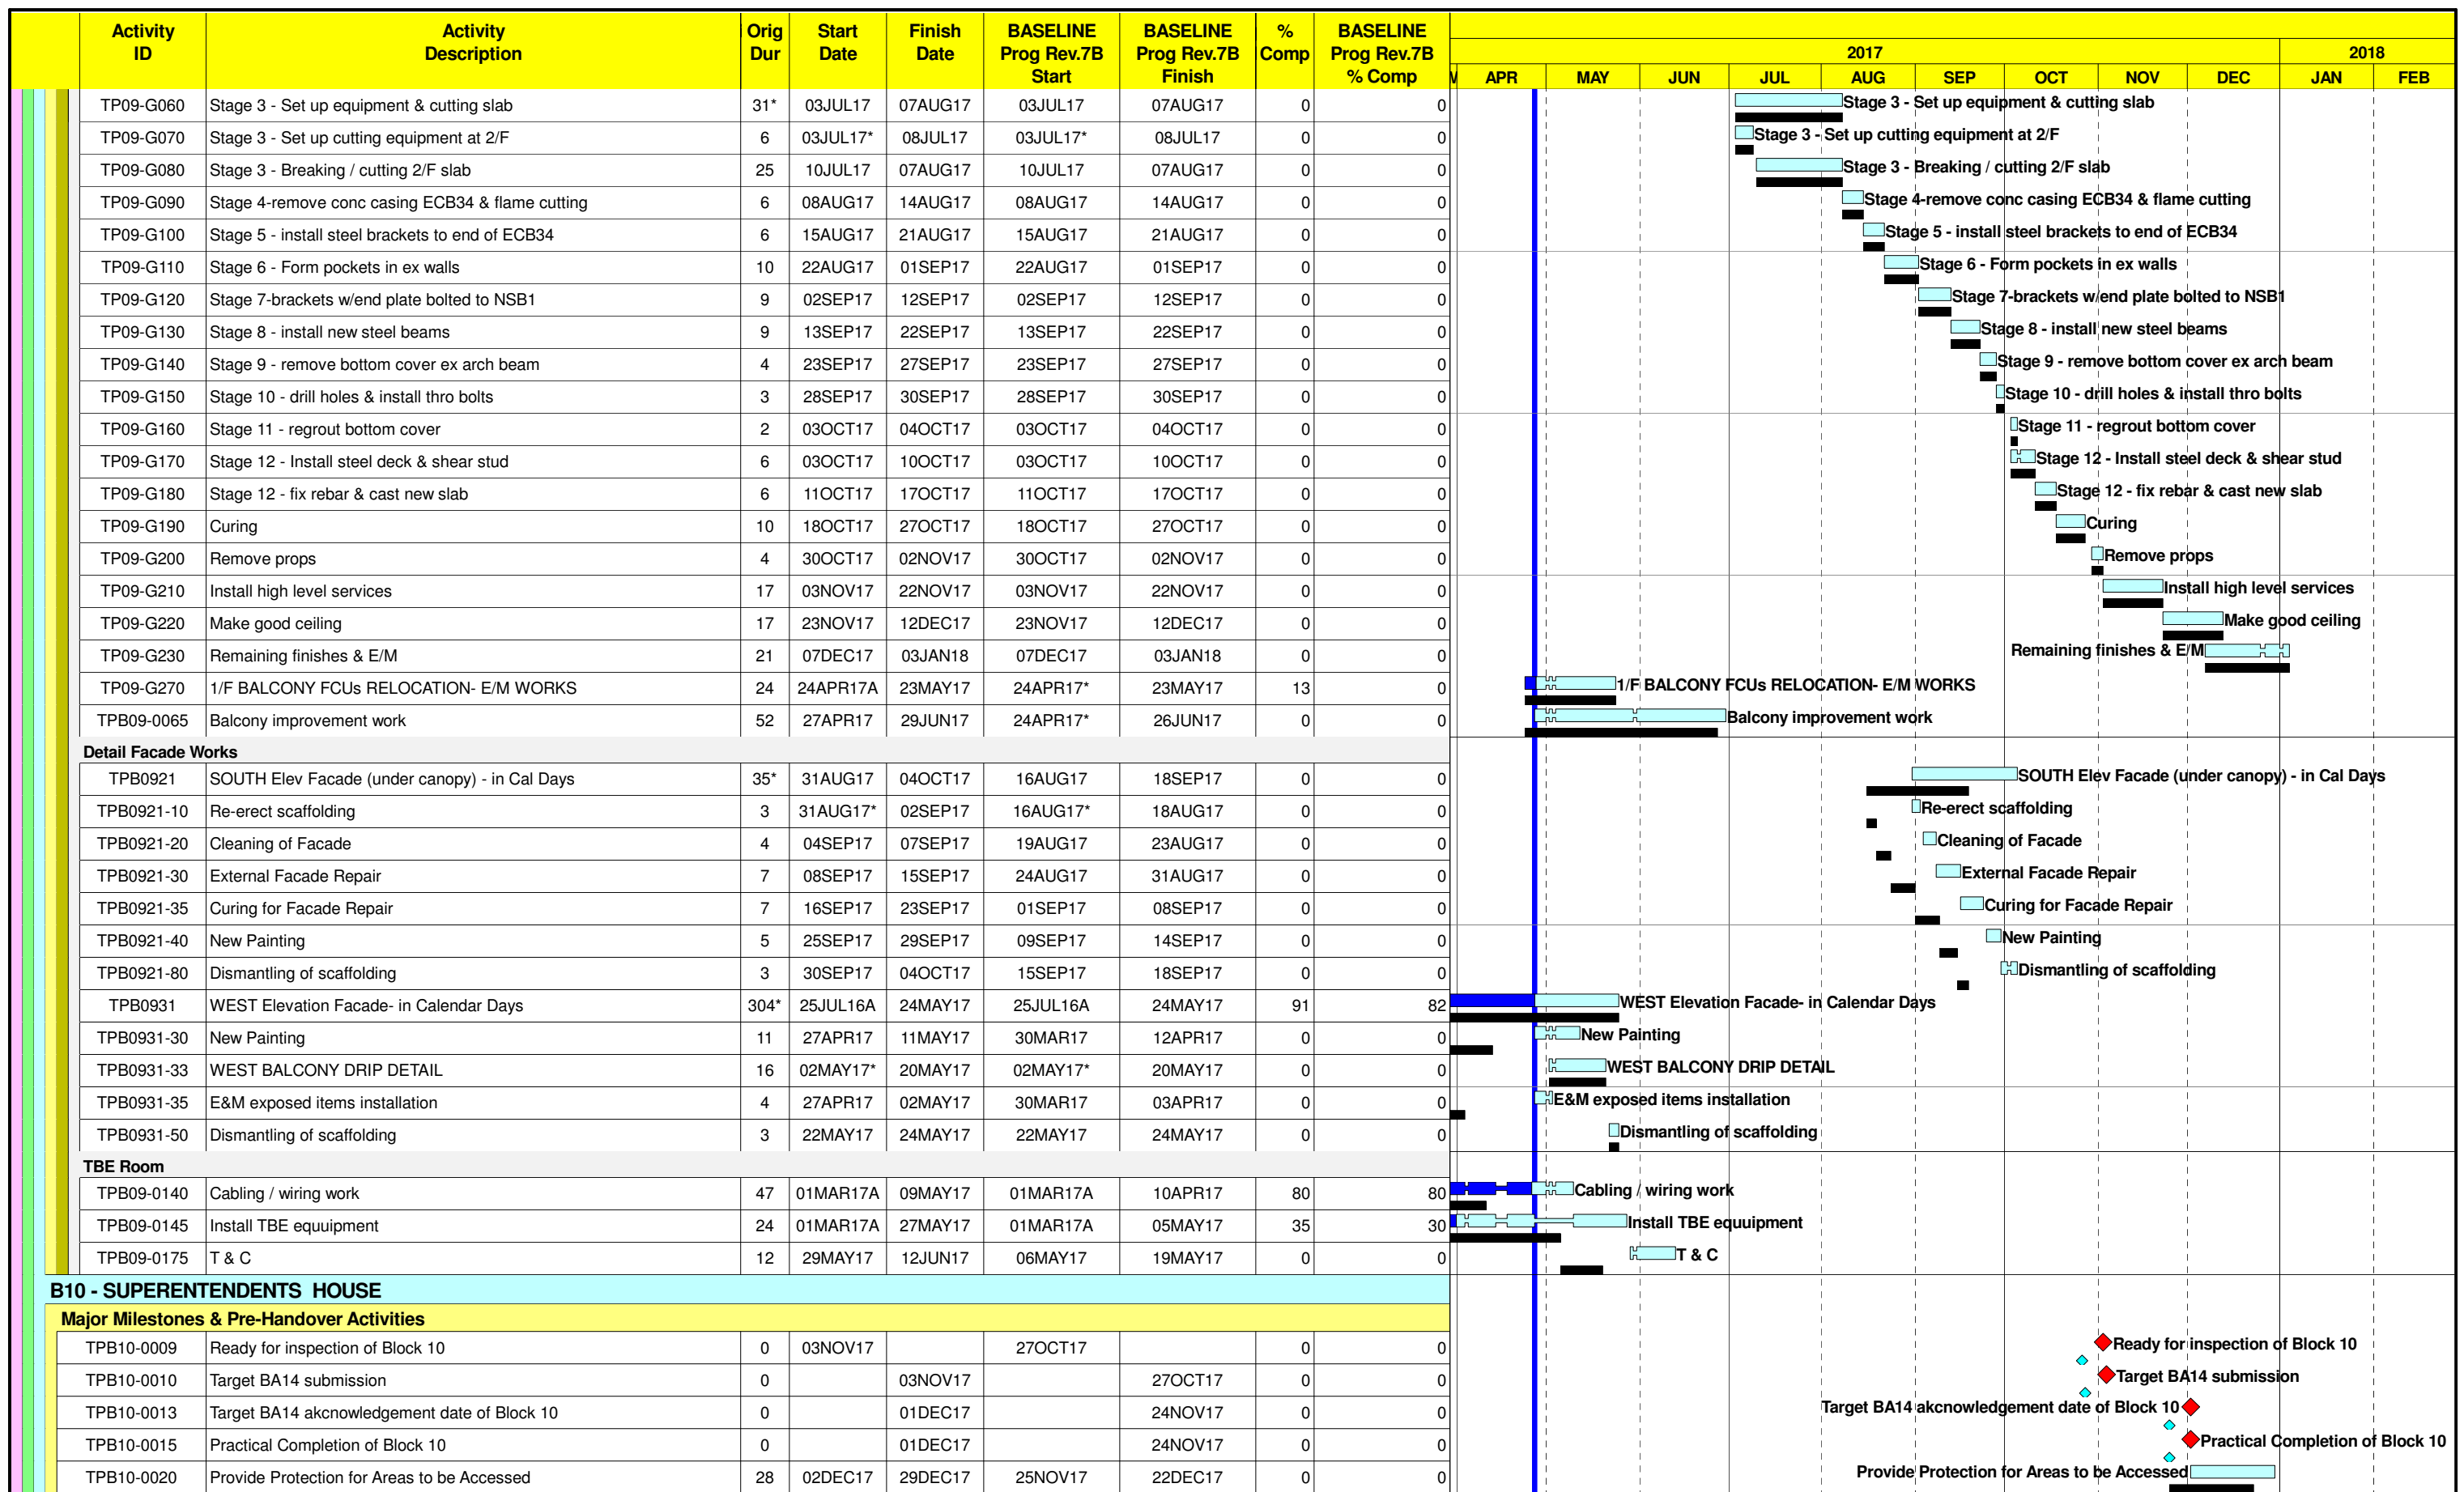 Activity ID Activity Description Orig Dur Start Date Finish Date BASELINE Prog Rev.7B Start BASELINE Prog Rev.7B Finish % Comp BASELINE Prog Rev.7B % Comp
2017 2018
APR MAY JUN JUL AUG SEP OCT NOV DEC JAN FEB
TP09-G060 Stage 3 - Set up equipment & cutting slab 31* 03JUL17 07AUG17 03JUL17 07AUG17 0 0 Stage 3 - Set up equipment & cutting slab
TP09-G070 Stage 3 - Set up cutting equipment at 2/F 6 03JUL17* 08JUL17 03JUL17* 08JUL17 0 0 Stage 3 - Set up cutting equipment at 2/F
TP09-G080 Stage 3 - Breaking / cutting 2/F slab 25 10JUL17 07AUG17 10JUL17 07AUG17 0 0 Stage 3 - Breaking / cutting 2/F slab
TP09-G090 Stage 4-remove conc casing ECB34 & flame cutting 6 08AUG17 14AUG17 08AUG17 14AUG17 0 0 Stage 4-remove conc casing ECB34 & flame cutting
TP09-G100 Stage 5 - install steel brackets to end of ECB34 6 15AUG17 21AUG17 15AUG17 21AUG17 0 0 Stage 5 - install steel brackets to end of ECB34
TP09-G110 Stage 6 - Form pockets in ex walls 10 22AUG17 01SEP17 22AUG17 01SEP17 0 0 Stage 6 - Form pockets in ex walls
TP09-G120 Stage 7-brackets w/end plate bolted to NSB1 9 02SEP17 12SEP17 02SEP17 12SEP17 0 0 Stage 7-brackets w/end plate bolted to NSB1
TP09-G130 Stage 8 - install new steel beams 9 13SEP17 22SEP17 13SEP17 22SEP17 0 0 Stage 8 - install new steel beams
TP09-G140 Stage 9 - remove bottom cover ex arch beam 4 23SEP17 27SEP17 23SEP17 27SEP17 0 0 Stage 9 - remove bottom cover ex arch beam
TP09-G150 Stage 10 - drill holes & install thro bolts 3 28SEP17 30SEP17 28SEP17 30SEP17 0 0 Stage 10 - drill holes & install thro bolts
TP09-G160 Stage 11 - regrout bottom cover 2 03OCT17 04OCT17 03OCT17 04OCT17 0 0 Stage 11 - regrout bottom cover
TP09-G170 Stage 12 - Install steel deck & shear stud 6 03OCT17 10OCT17 03OCT17 10OCT17 0 0 Stage 12 - Install steel deck & shear stud
TP09-G180 Stage 12 - fix rebar & cast new slab 6 11OCT17 17OCT17 11OCT17 17OCT17 0 0 Stage 12 - fix rebar & cast new slab
TP09-G190 Curing 10 18OCT17 27OCT17 18OCT17 27OCT17 0 0 Curing
TP09-G200 Remove props 4 30OCT17 02NOV17 30OCT17 02NOV17 0 0 Remove props
TP09-G210 Install high level services 17 03NOV17 22NOV17 03NOV17 22NOV17 0 0 Install high level services
TP09-G220 Make good ceiling 17 23NOV17 12DEC17 23NOV17 12DEC17 0 0 Make good ceiling
TP09-G230 Remaining finishes & E/M 21 07DEC17 03JAN18 07DEC17 03JAN18 0 0 Remaining finishes & E/M
TP09-G270 1/F BALCONY FCUs RELOCATION- E/M WORKS 24 24APR17A 23MAY17 24APR17* 23MAY17 13 0 1/F BALCONY FCUs RELOCATION- E/M WORKS
TPB09-0065 Balcony improvement work 52 27APR17 29JUN17 24APR17* 26JUN17 0 0 Balcony improvement work
Detail Facade Works
TPB0921 SOUTH Elev Facade (under canopy) - in Cal Days 35* 31AUG17 04OCT17 16AUG17 18SEP17 0 0 SOUTH Elev Facade (under canopy) - in Cal Days
TPB0921-10 Re-erect scaffolding 3 31AUG17* 02SEP17 16AUG17* 18AUG17 0 0 Re-erect scaffolding
TPB0921-20 Cleaning of Facade 4 04SEP17 07SEP17 19AUG17 23AUG17 0 0 Cleaning of Facade
TPB0921-30 External Facade Repair 7 08SEP17 15SEP17 24AUG17 31AUG17 0 0 External Facade Repair
TPB0921-35 Curing for Facade Repair 7 16SEP17 23SEP17 01SEP17 08SEP17 0 0 Curing for Facade Repair
TPB0921-40 New Painting 5 25SEP17 29SEP17 09SEP17 14SEP17 0 0 New Painting
TPB0921-80 Dismantling of scaffolding 3 30SEP17 04OCT17 15SEP17 18SEP17 0 0 Dismantling of scaffolding
TPB0931 WEST Elevation Facade- in Calendar Days 304* 25JUL16A 24MAY17 25JUL16A 24MAY17 91 82 WEST Elevation Facade- in Calendar Days
TPB0931-30 New Painting 11 27APR17 11MAY17 30MAR17 12APR17 0 0 New Painting
TPB0931-33 WEST BALCONY DRIP DETAIL 16 02MAY17* 20MAY17 02MAY17* 20MAY17 0 0 WEST BALCONY DRIP DETAIL
TPB0931-35 E&M exposed items installation 4 27APR17 02MAY17 30MAR17 03APR17 0 0 E&M exposed items installation
TPB0931-50 Dismantling of scaffolding 3 22MAY17 24MAY17 22MAY17 24MAY17 0 0 Dismantling of scaffolding
TBE Room
TPB09-0140 Cabling / wiring work 47 01MAR17A 09MAY17 01MAR17A 10APR17 80 80 Cabling / wiring work
TPB09-0145 Install TBE equuipment 24 01MAR17A 27MAY17 01MAR17A 05MAY17 35 30 Install TBE equuipment
TPB09-0175 T & C 12 29MAY17 12JUN17 06MAY17 19MAY17 0 0 T & C
B10 - SUPERENTENDENTS HOUSE
Major Milestones & Pre-Handover Activities
TPB10-0009 Ready for inspection of Block 10 0 03NOV17 27OCT17 0 0 Ready for inspection of Block 10
TPB10-0010 Target BA14 submission 0 03NOV17 27OCT17 0 0 Target BA14 submission
TPB10-0013 Target BA14 akcnowledgement date of Block 10 0 01DEC17 24NOV17 0 0 Target BA14 akcnowledgement date of Block 10
TPB10-0015 Practical Completion of Block 10 0 01DEC17 24NOV17 0 0 Practical Completion of Block 10
TPB10-0020 Provide Protection for Areas to be Accessed 28 02DEC17 29DEC17 25NOV17 22DEC17 0 0 Provide Protection for Areas to be Accessed